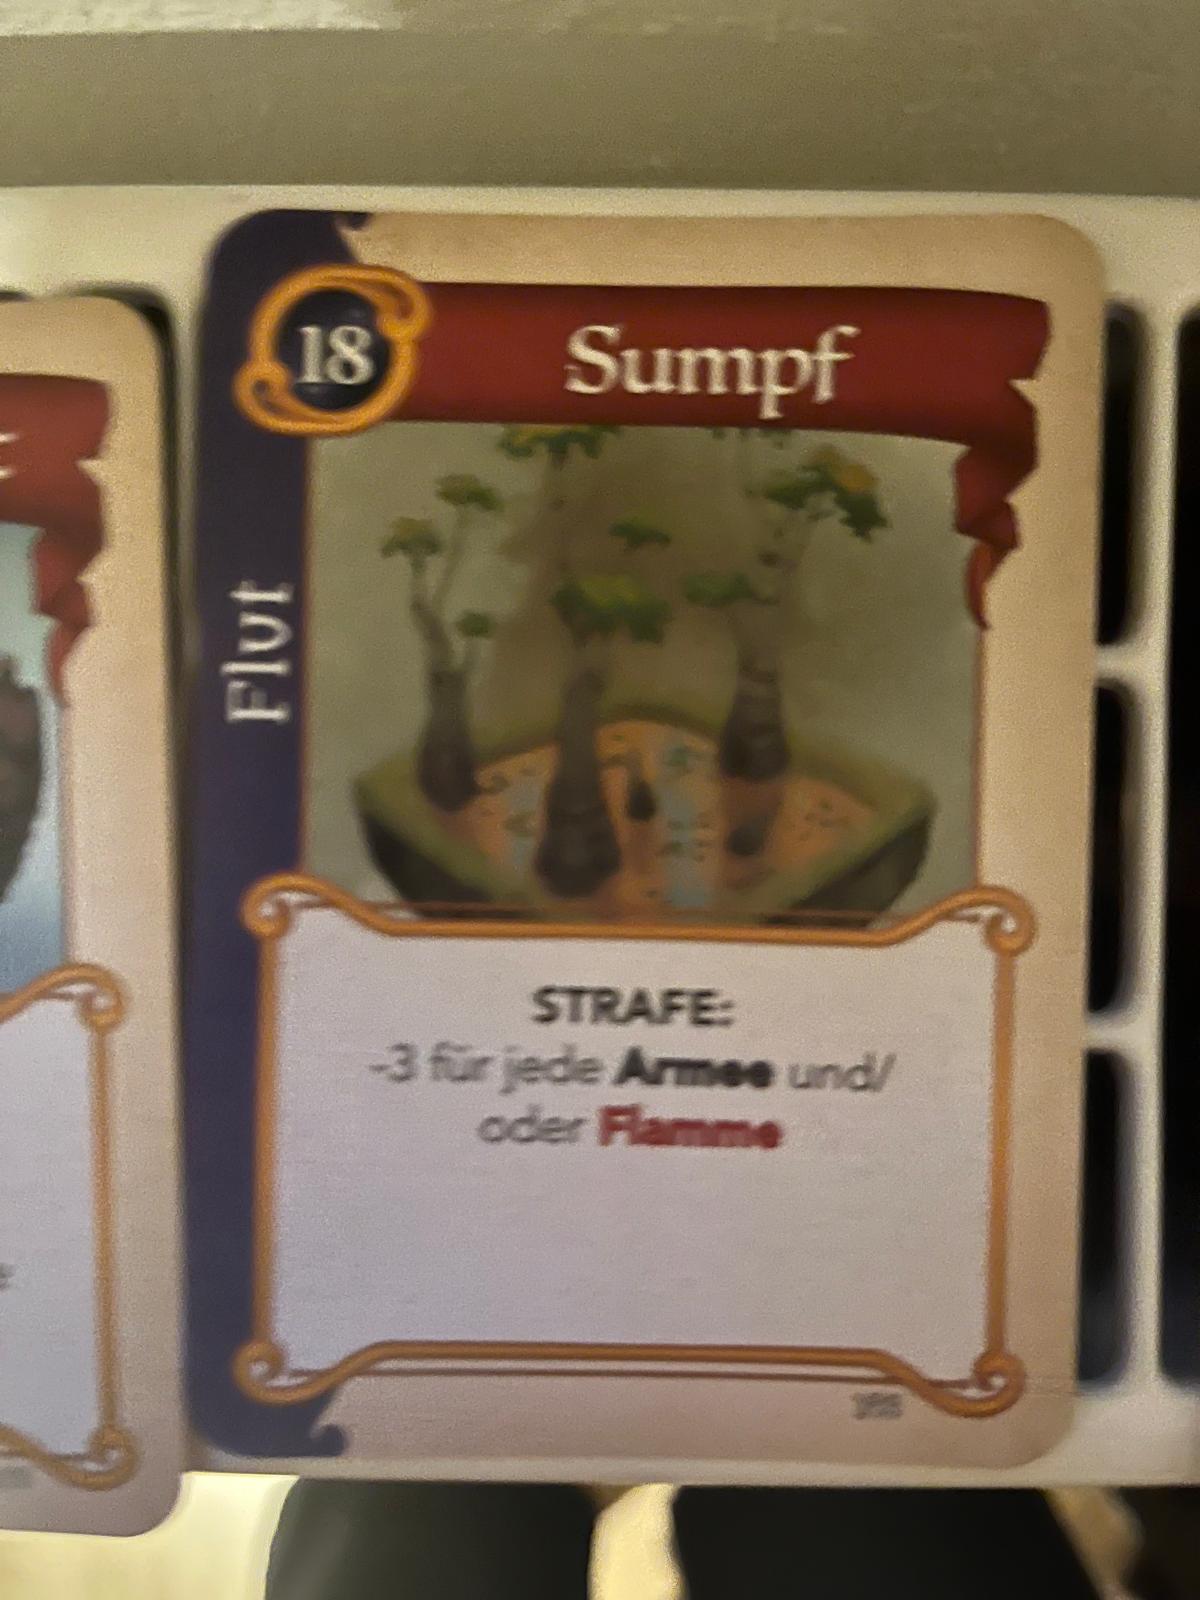 18
Sumpf
Flut
STRAFE:
-3 für jede Armee und/
oder Flamme